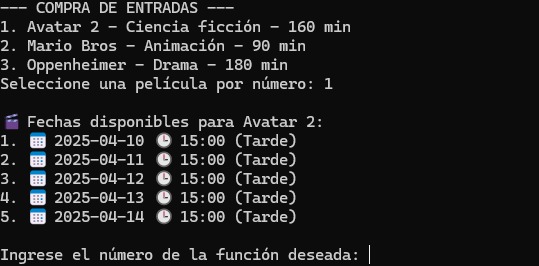 --- COMPRA DE ENTRADAS ---
1. Avatar 2 - Ciencia ficción - 160 min
2. Mario Bros - Animación - 90 min
3. Oppenheimer - Drama - 180 min
Seleccione una película por número: 1
🎬 Fechas disponibles para Avatar 2:
1. 📅 2025-04-10 🕒 15:00 (Tarde)
2. 📅 2025-04-11 🕒 15:00 (Tarde)
3. 📅 2025-04-12 🕒 15:00 (Tarde)
4. 📅 2025-04-13 🕒 15:00 (Tarde)
5. 📅 2025-04-14 🕒 15:00 (Tarde)
Ingrese el número de la función deseada: